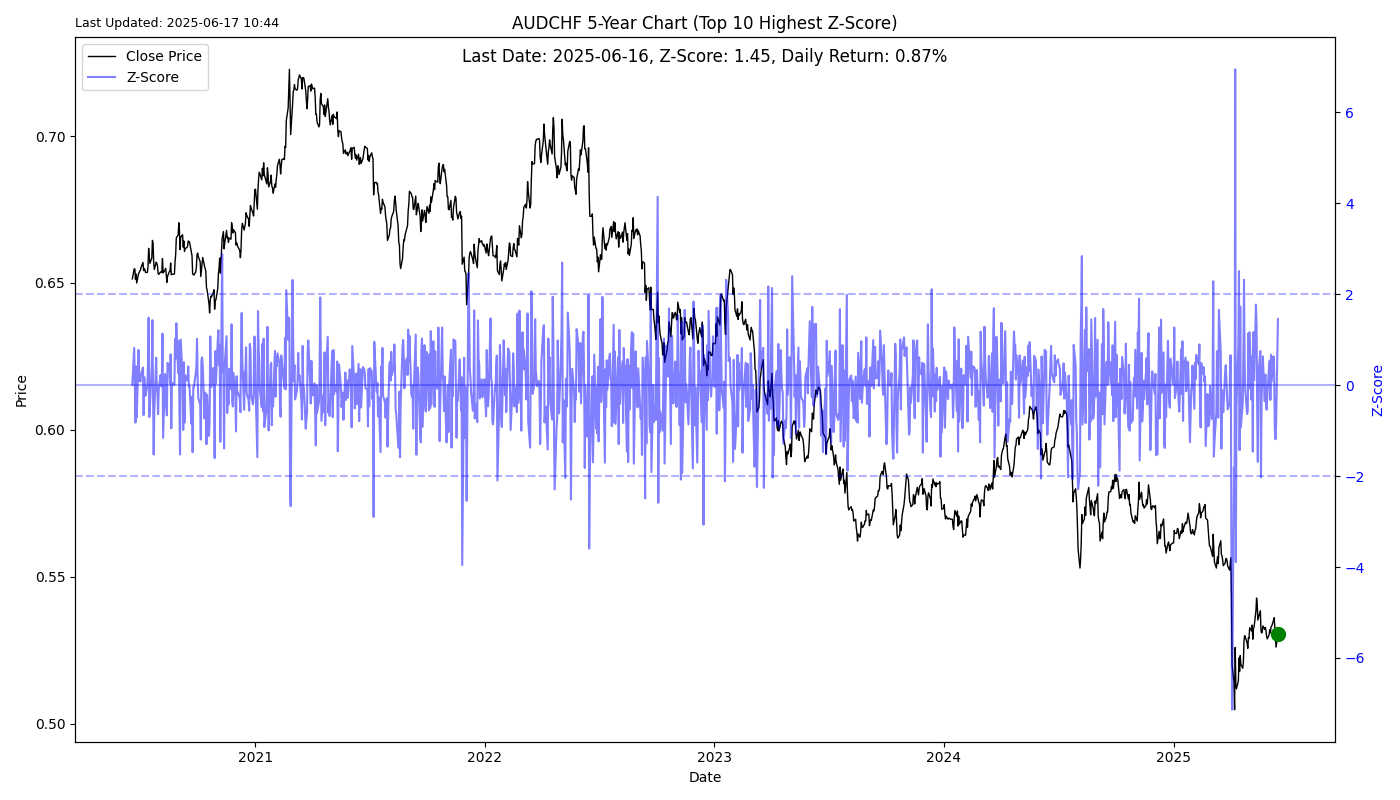 Last Updated: 2025-06-17 10:44
AUDCHF 5-Year Chart (Top 10 Highest Z-Score)
Last Date: 2025-06-16, Z-Score: 1.45, Daily Return: 0.87%
Close Price
Z-Score
Price
0.70
0.65
0.60
0.55
0.50
6
4
2
0
−2
−4
−6
Z-Score
2021
2022
2023
2024
2025
Date